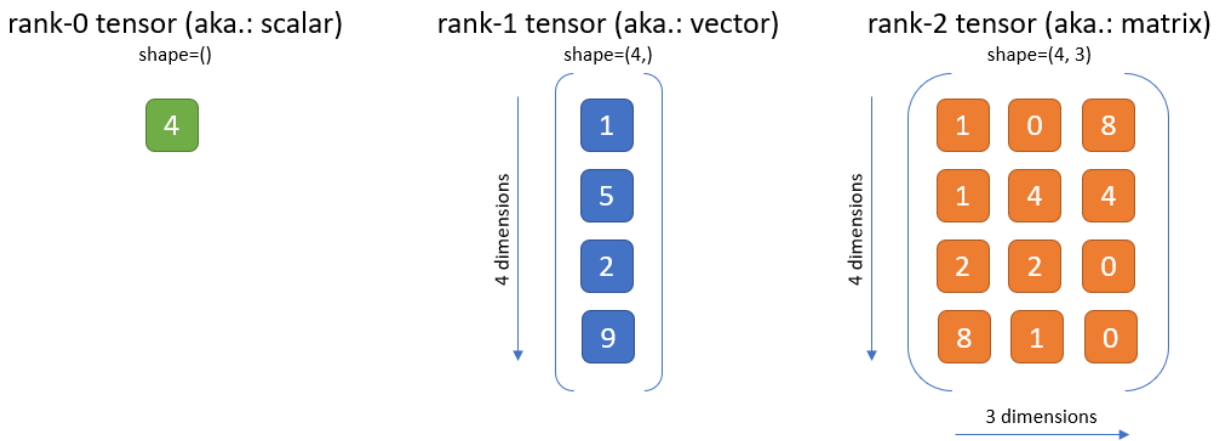 rank-0 tensor (aka.: scalar)
shape=()
4
rank-1 tensor (aka.: vector)
shape=(4,)
4 dimensions
1
5
2
9
rank-2 tensor (aka.: matrix)
shape=(4, 3)
4 dimensions
1 0 8
1 4 4
2 2 0
8 1 0
3 dimensions